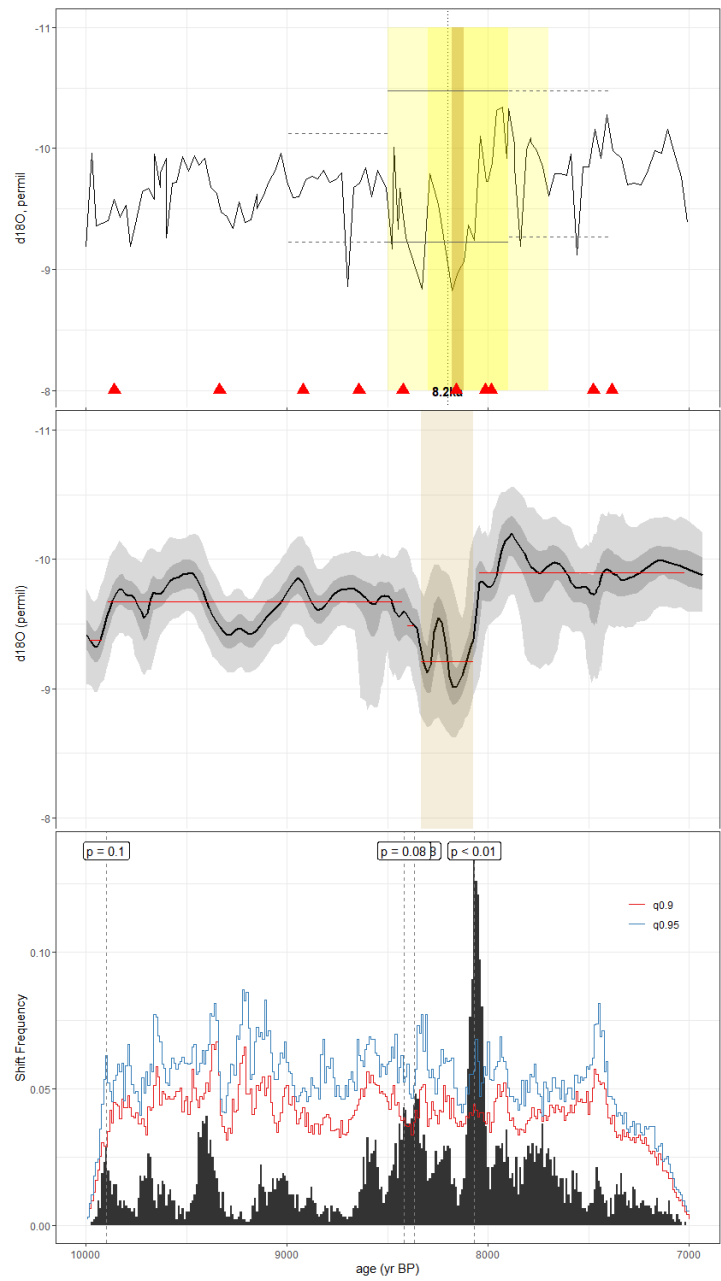 -11
-10
-9
-8
d18O, permil
8.2ka
-11
-10
-9
-8
d18O (permil)
p = 0.1
p = 0.08
8
p < 0.01
q0.9
q0.95
0.10
0.05
0.00
Shift Frequency
10000 9000 8000 7000
age (yr BP)